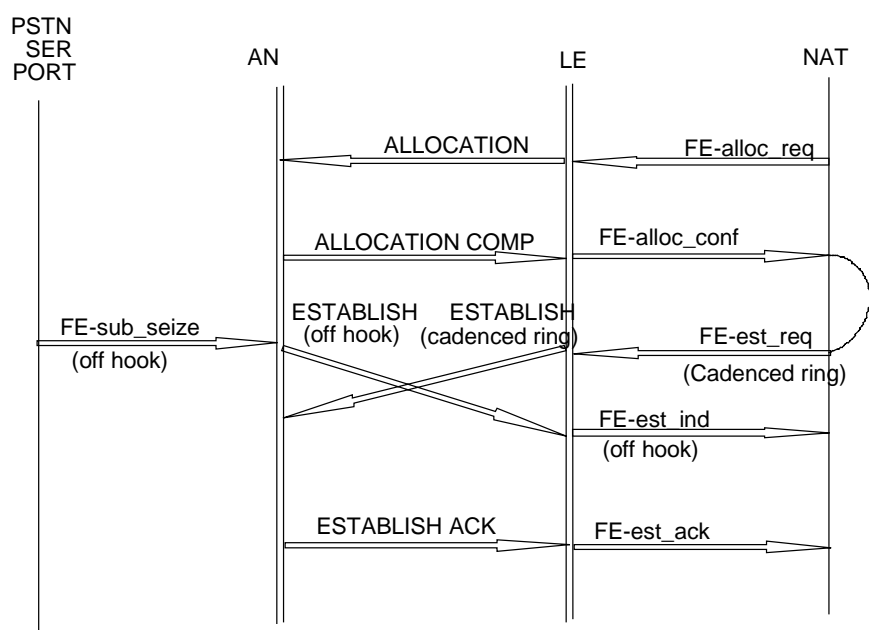 PSTN
SER
PORT
AN
LE
NAT
ALLOCATION
FE-alloc_req
ALLOCATION COMP
FE-alloc_conf
FE-sub_seize
(off hook)
ESTABLISH
(off hook)
ESTABLISH
(cadenced ring)
FE-est_req
(Cadenced ring)
FE-est_ind
(off hook)
ESTABLISH ACK
FE-est_ack